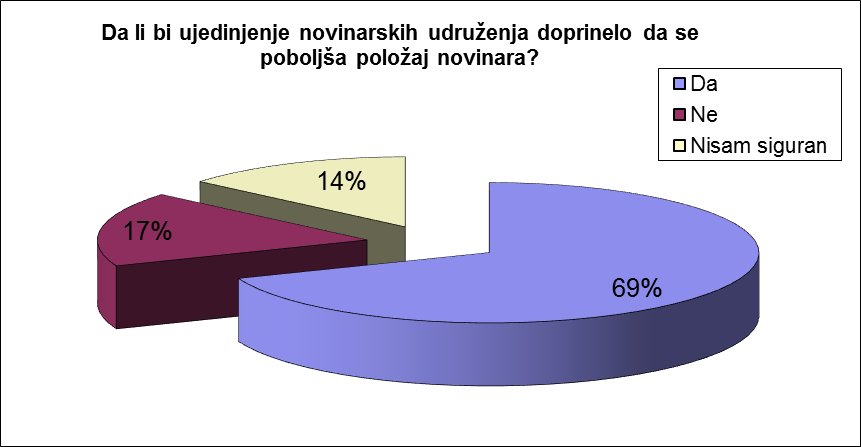 Da li bi ujedinjenje novinarskih udruženja doprinelo da se
poboljša položaj novinara?
Da
Ne
Nisam siguran
14%
17%
69%